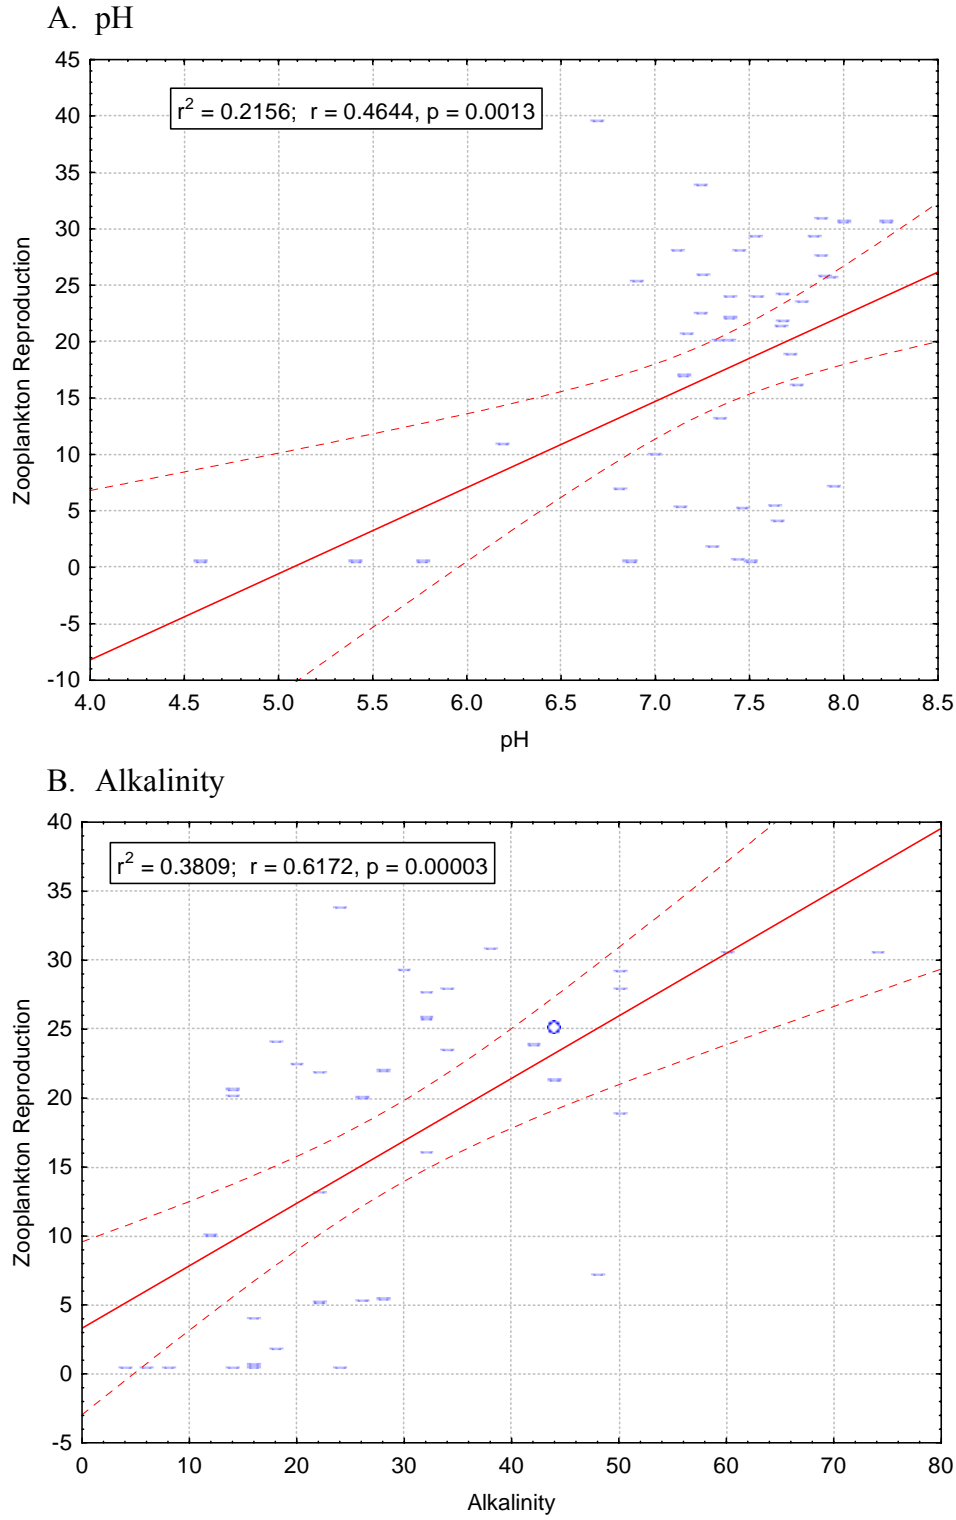 A. pH
r² = 0.2156; r = 0.4644, p = 0.0013
45
40
35
30
25
20
15
10
5
0
-5
-10
Zooplankton Reproduction
4.0 4.5 5.0 5.5 6.0 6.5 7.0 7.5 8.0 8.5
pH
B. Alkalinity
r² = 0.3809; r = 0.6172, p = 0.00003
40
35
30
25
20
15
10
5
0
-5
Zooplankton Reproduction
0 10 20 30 40 50 60 70 80
Alkalinity